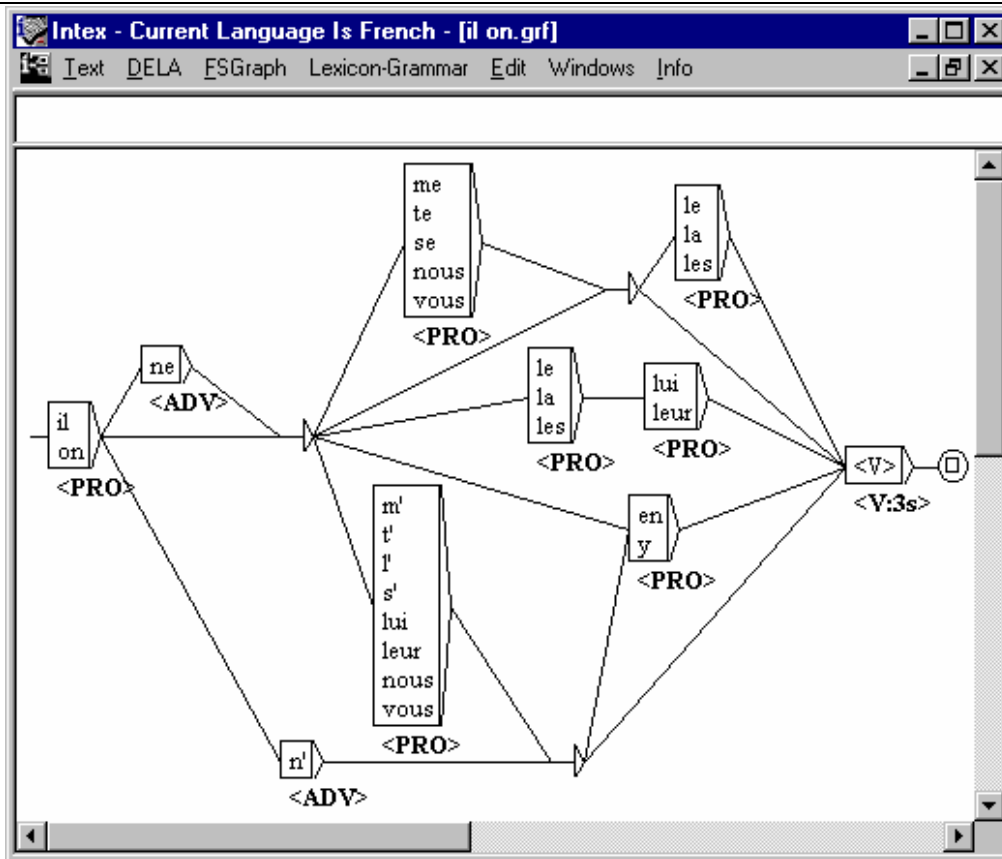 Intex - Current Language Is French - [il on.grf]
Text DELA FSGraph Lexicon-Grammar Edit Windows Info
me
te
se
nous
vous
<PRO>
le
la
les
<PRO>
ne
<ADV>
il
on
<PRO>
le
la
les
<PRO>
lui
leur
<PRO>
<V>
<V:3s>
m'
t'
l'
s'
lui
leur
nous
vous
<PRO>
en
y
<PRO>
n'
<ADV>